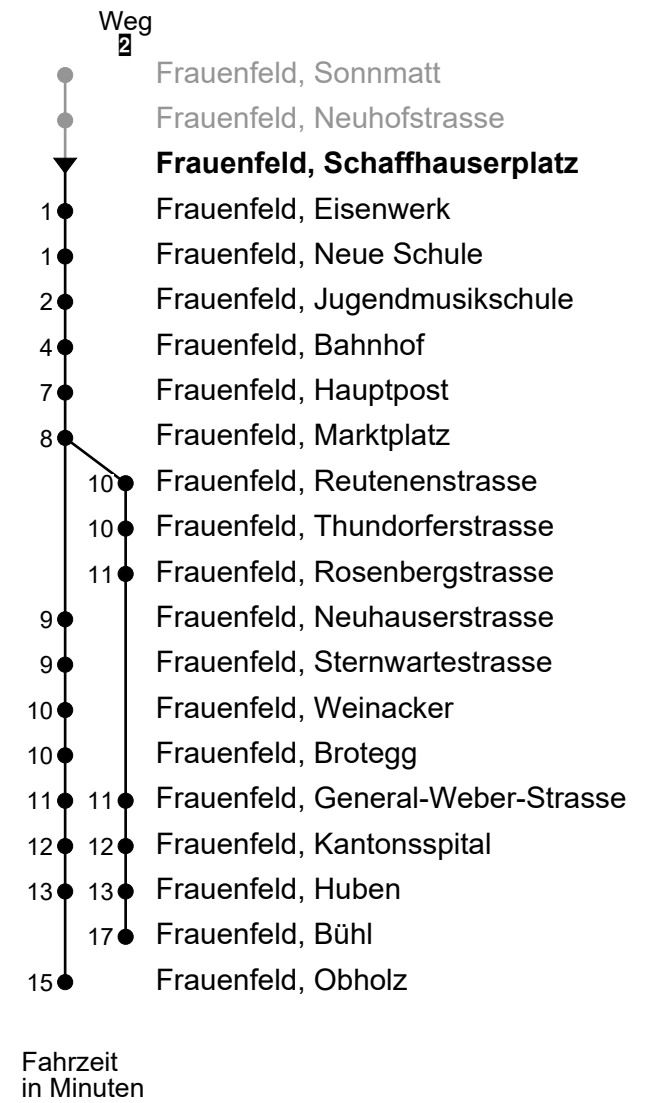 Weg
2
Frauenfeld, Sonnmatt
Frauenfeld, Neuhofstrasse
Frauenfeld, Schaffhauserplatz
1 Frauenfeld, Eisenwerk
1 Frauenfeld, Neue Schule
2 Frauenfeld, Jugendmusikschule
4 Frauenfeld, Bahnhof
7 Frauenfeld, Hauptpost
8 Frauenfeld, Marktplatz
10 Frauenfeld, Reutenenstrasse
10 Frauenfeld, Thundorferstrasse
11 Frauenfeld, Rosenbergstrasse
9 Frauenfeld, Neuhauserstrasse
9 Frauenfeld, Sternwartestrasse
10 Frauenfeld, Weinacker
10 Frauenfeld, Brotegg
11 11 Frauenfeld, General-Weber-Strasse
12 12 Frauenfeld, Kantonsspital
13 13 Frauenfeld, Huben
17 Frauenfeld, Bühl
15 Frauenfeld, Obholz
Fahrzeit
in Minuten